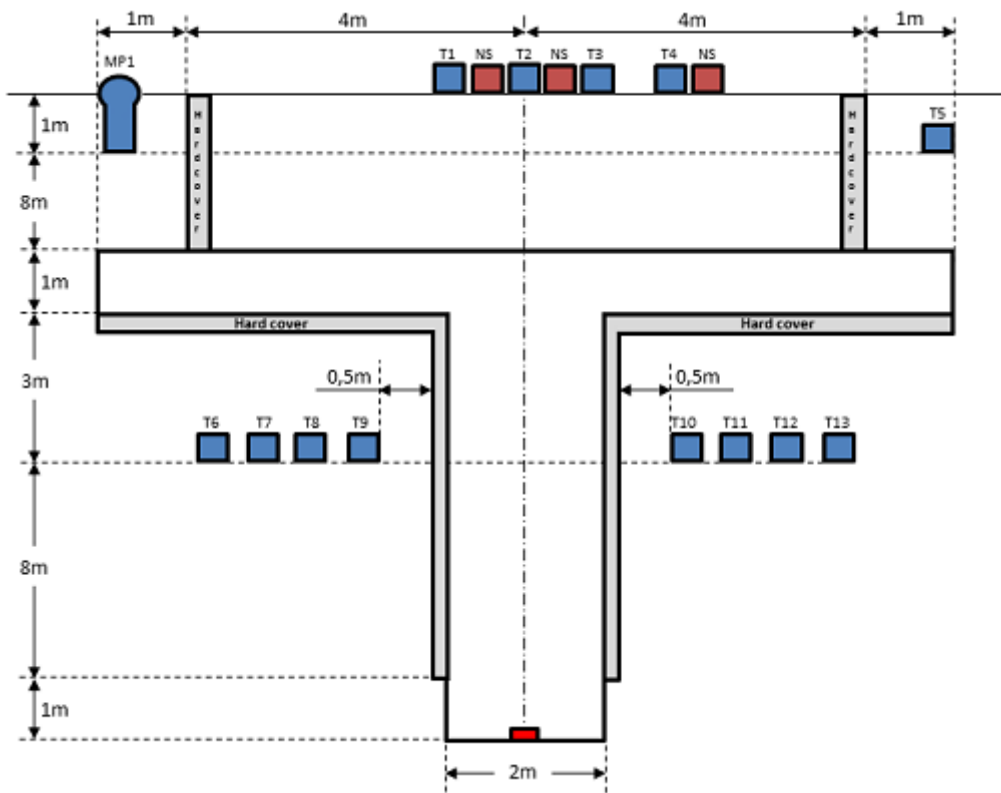 1m 4m 4m 1m
MP1 T1 NS T2 NS T3 T4 NS
1m Hardcover Hardcover T5
8m
1m
Hard cover Hard cover
3m 0,5m 0,5m
T6 T7 T8 T9 T10 T11 T12 T13
8m
1m
2m